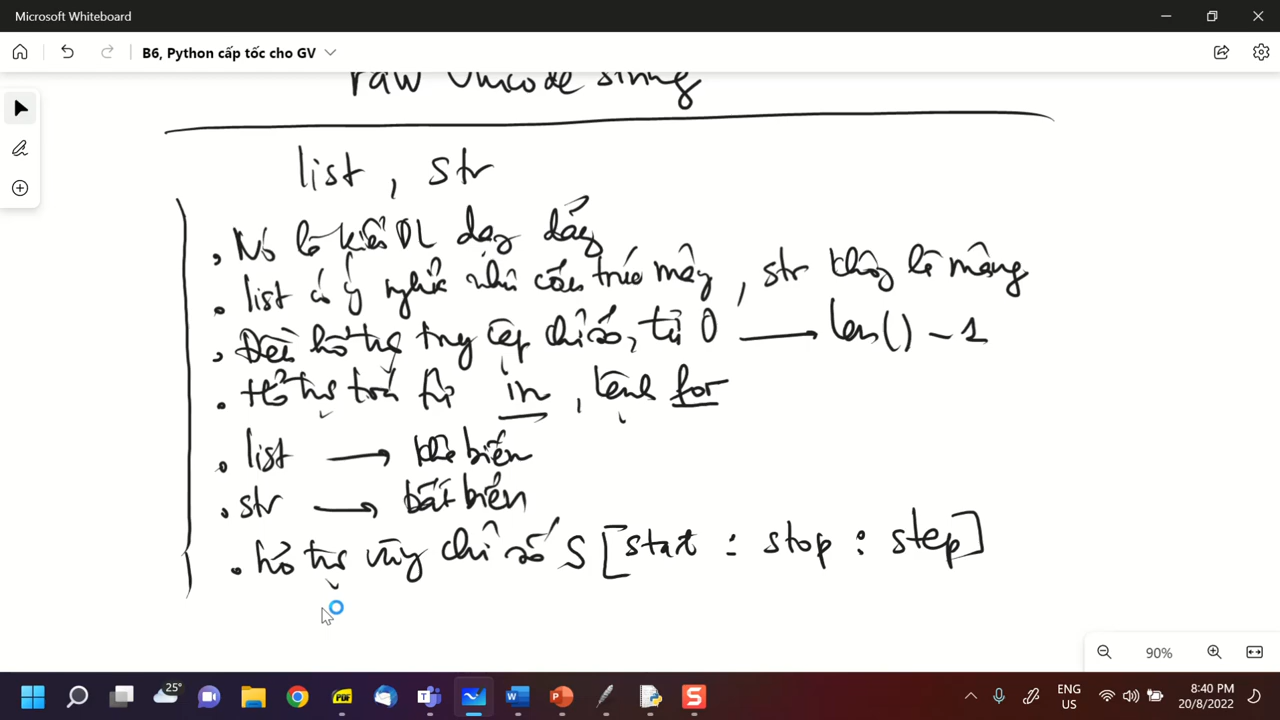 Microsoft Whiteboard
B6, Python cấp tốc cho GV
raw Unicode string
list, str
. Nó là kiểu DL dạng dãy
. list có ý nghĩa như cấu trúc mảng, str không là mảng
. Đều hỗ trợ truy cập chỉ số, từ 0 → len() - 1
. Hỗ trợ toán tử in, lệnh for
. list → khả biến
. str → bất biến
. hỗ trợ vùng chỉ số S[start : stop : step]
90%
25°
ENG
US
8:40 PM
20/8/2022